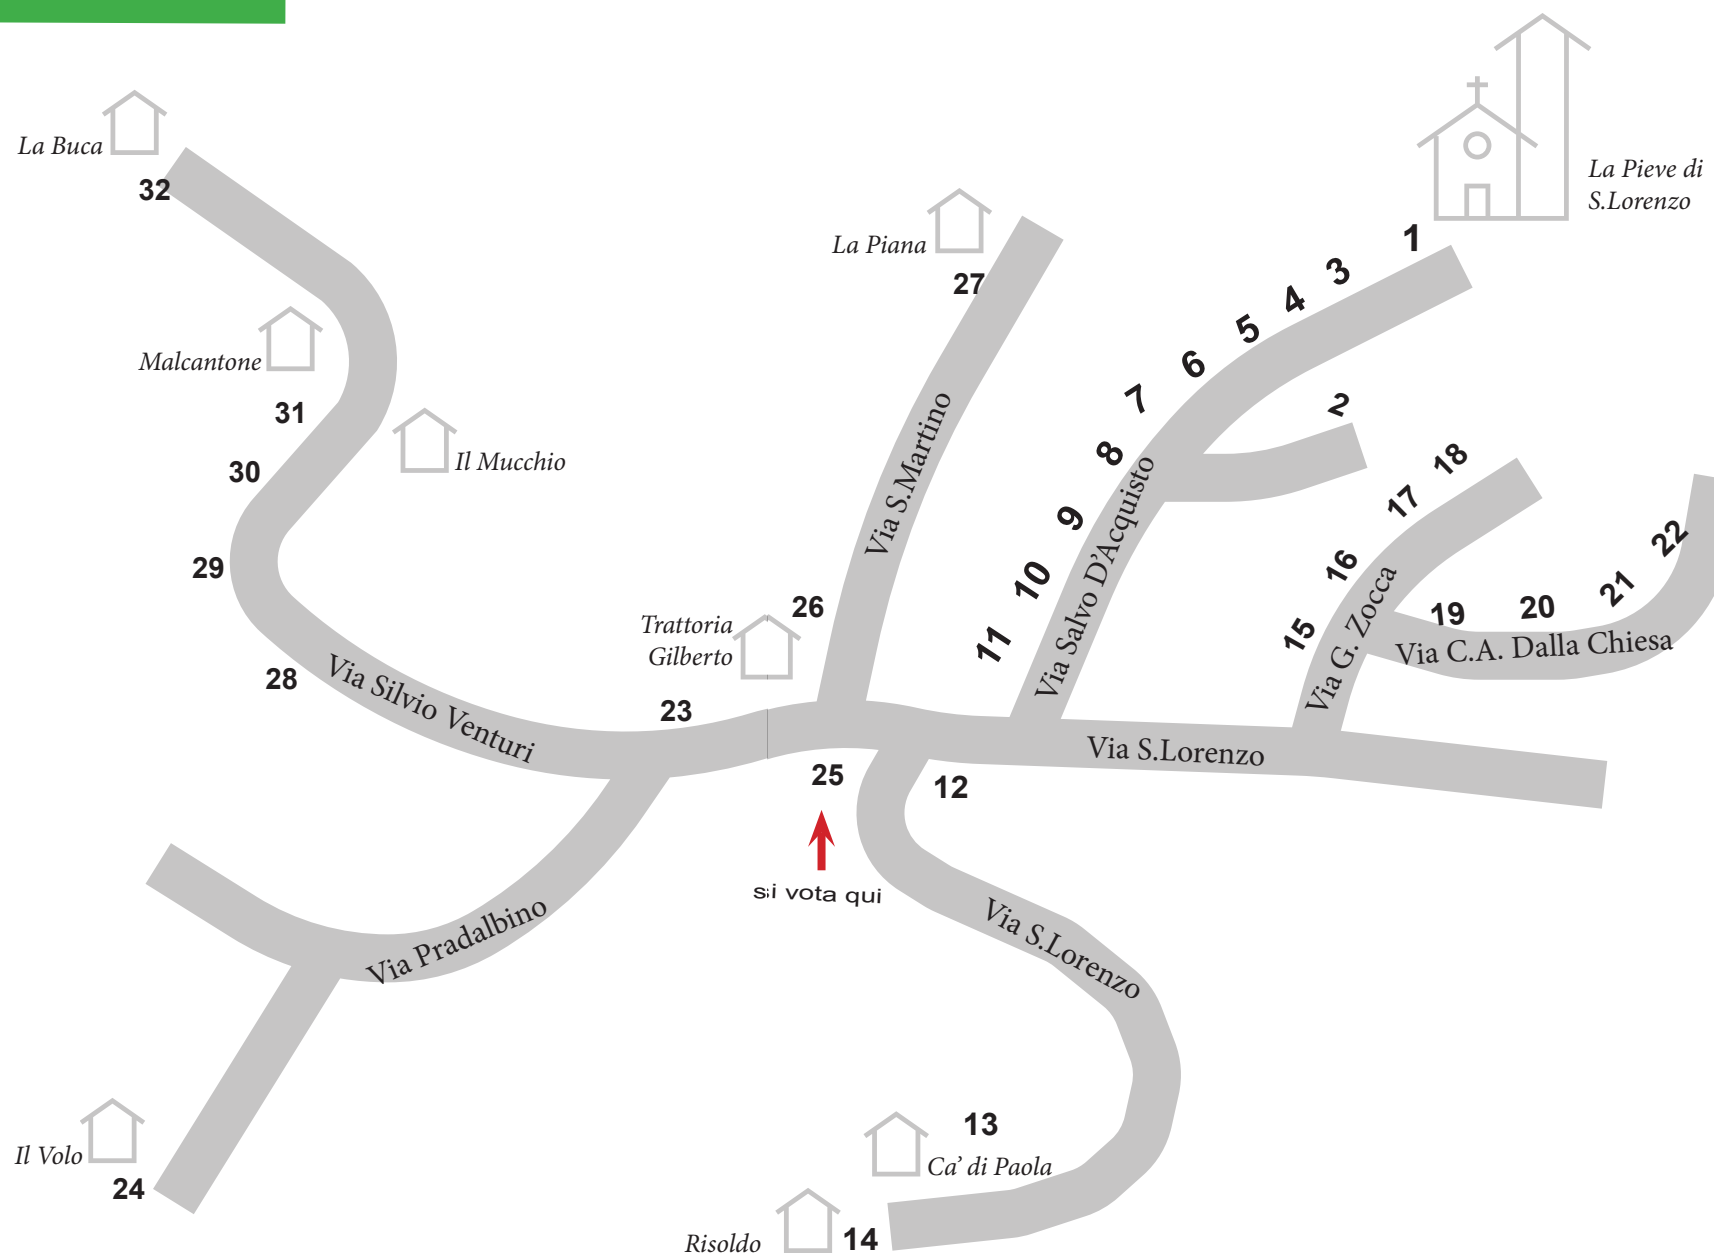 La Buca
32
La Pieve di
S.Lorenzo
La Piana
27
1
3
4
5
6
7
8
9
10
11
2
Malcantone
31
Il Mucchio
30
29
28
Via Silvio Venturi
Via S.Martino
Via Salvo D'Acquisto
18
17
16
15
Via G. Zocca
22
21
20
19
Via C.A. Dalla Chiesa
26
Trattoria
Gilberto
23
Via S.Lorenzo
25
12
si vota qui
Via Pradalbino
Via S.Lorenzo
Il Volo
24
13
Ca’ di Paola
Risoldo
14